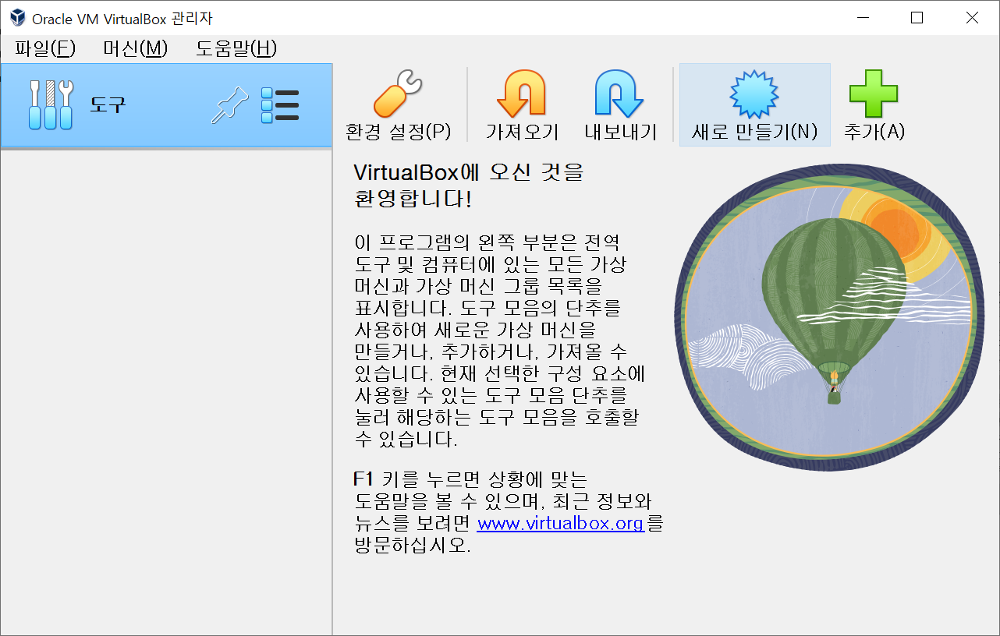 Oracle VM VirtualBox 관리자
파일(F) 머신(M) 도움말(H)
도구
환경 설정(P) 가져오기 내보내기 새로 만들기(N) 추가(A)
VirtualBox에 오신 것을
환영합니다!
이 프로그램의 왼쪽 부분은 전역
도구 및 컴퓨터에 있는 모든 가상
머신과 가상 머신 그룹 목록을
표시합니다. 도구 모음의 단추를
사용하여 새로운 가상 머신을
만들거나, 추가하거나, 가져올 수
있습니다. 현재 선택한 구성 요소에
사용할 수 있는 도구 모음 단추를
눌러 해당하는 도구 모음을 호출할
수 있습니다.
F1 키를 누르면 상황에 맞는
도움말을 볼 수 있으며, 최근 정보와
뉴스를 보려면 www.virtualbox.org를
방문하십시오.